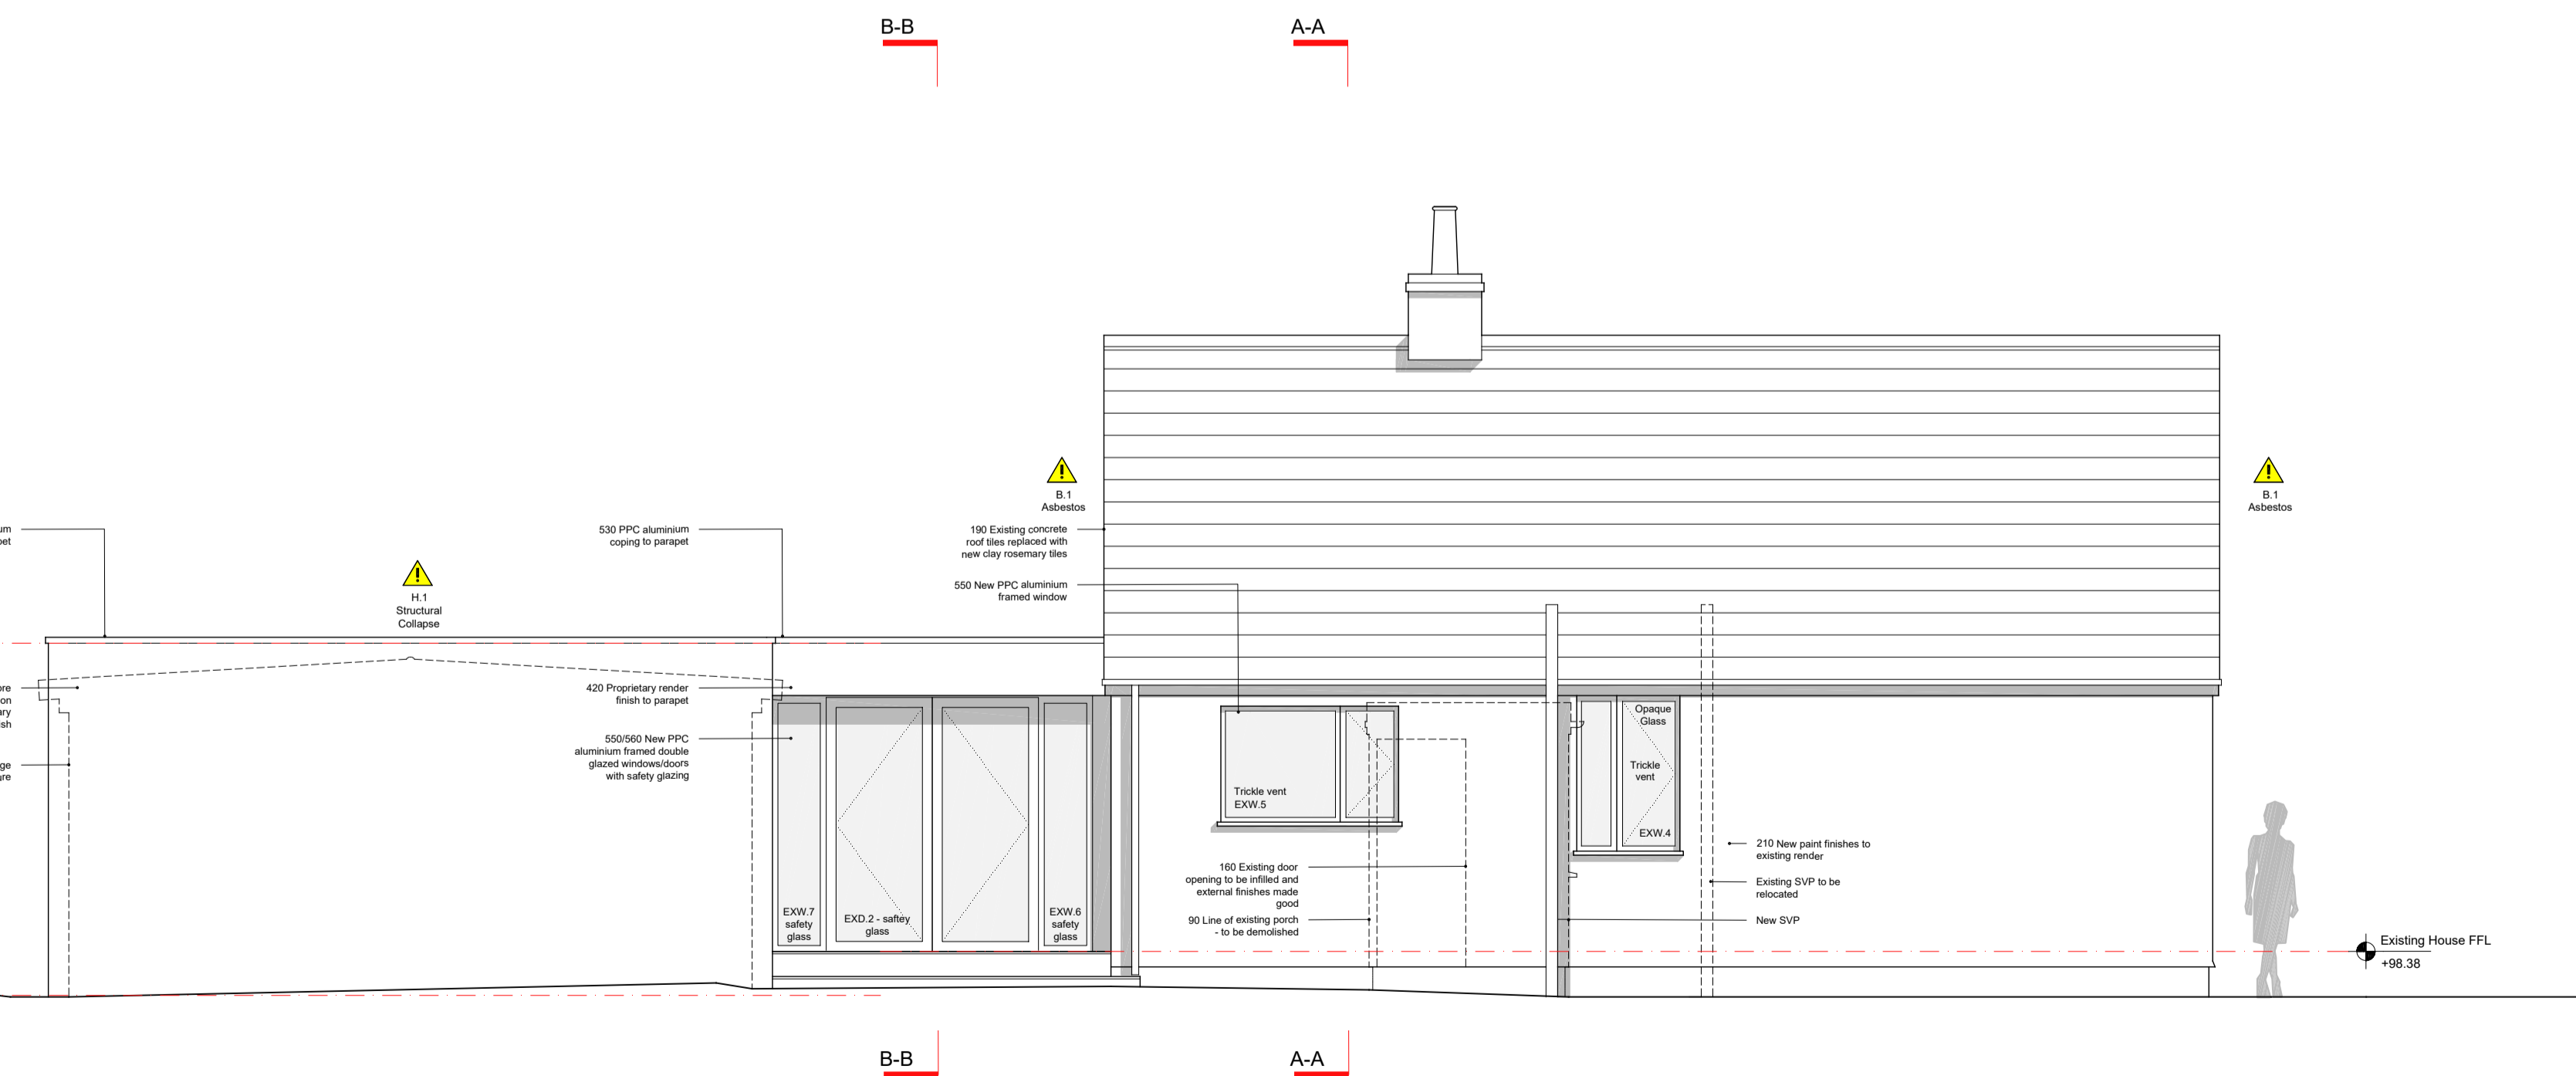 B-B
A-A
B.1
Asbestos
B.1
Asbestos
um
pet
530 PPC aluminium
coping to parapet
190 Existing concrete
roof tiles replaced with
new clay rosemary tiles
H.1
Structural
Collapse
550 New PPC aluminium
framed window
ore
on
ary
ish
420 Proprietary render
finish to parapet
550/560 New PPC
aluminium framed double
glazed windows/doors
with safety glazing
ge
ure
Opaque
Glass
Trickle
vent
EXW.4
Trickle vent
EXW.5
EXW.7
safety
glass
EXD.2 - saftey
glass
EXW.6
safety
glass
160 Existing door
opening to be infilled and
external finishes made
good
90 Line of existing porch
- to be demolished
210 New paint finishes to
existing render
Existing SVP to be
relocated
New SVP
Existing House FFL
+98.38
B-B
A-A